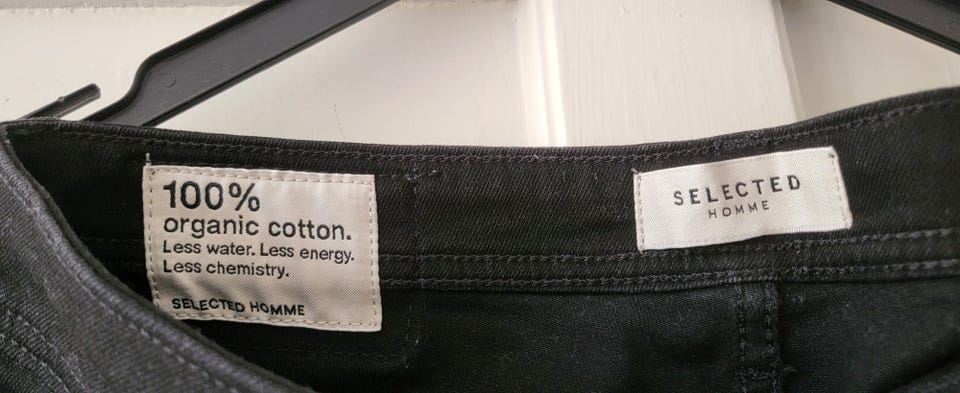 100%
organic cotton.
Less water. Less energy.
Less chemistry.
SELECTED HOMME
SELECTED
HOMME